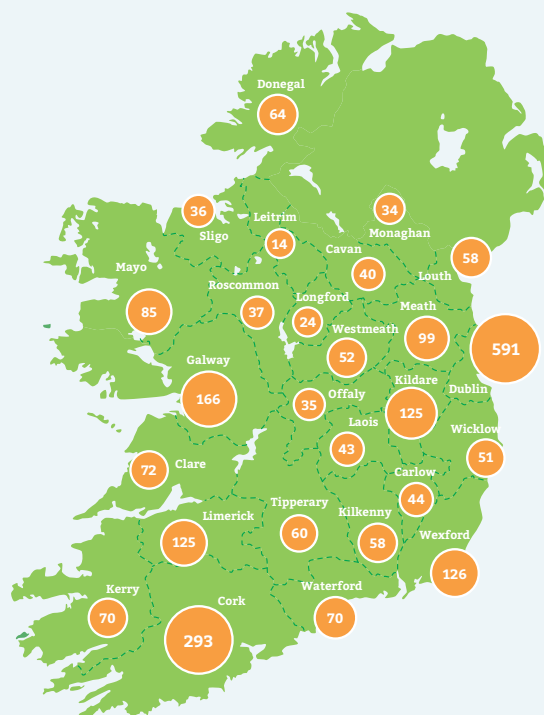 Donegal
64
36
Sligo
Leitrim
14
34
Monaghan
Cavan
40
58
Louth
Mayo
85
Roscommon
37
Longford
24
Meath
99
Westmeath
52
591
Dublin
Galway
166
Offaly
35
Kildare
125
Laois
43
Wicklow
51
72
Clare
Carlow
44
Limerick
125
Tipperary
60
Kilkenny
58
Wexford
126
Kerry
70
Cork
293
Waterford
70